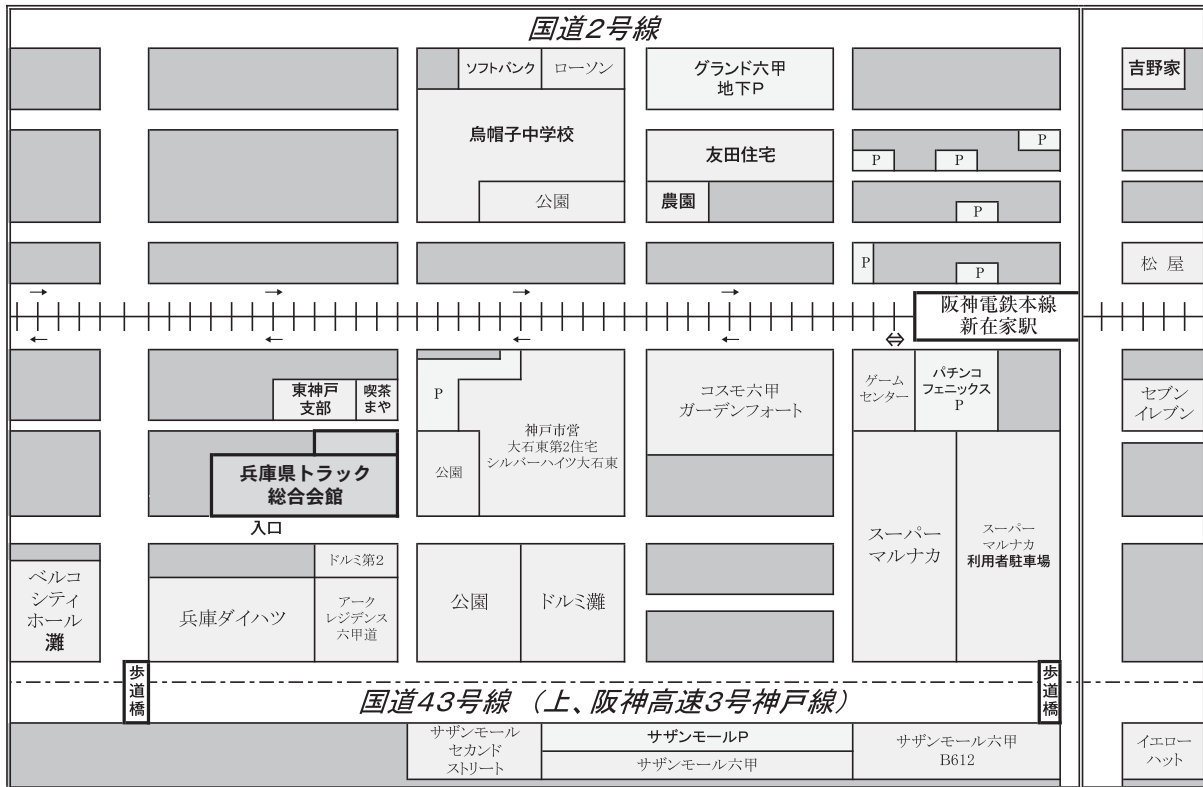 国道2号線
ソフトバンク
ローソン
グランド六甲
地下P
吉野家
烏帽子中学校
友田住宅
P
P
P
公園
農園
P
P
P
松 屋
→
→
→
→
阪神電鉄本線
新在家駅
←
←
←
←
⇔
東神戸
支部
喫茶
まや
P
神戸市営
大石東第2住宅
シルバーハイツ大石東
公園
コスモ六甲
ガーデンフォート
ゲーム
センター
パチンコ
フェニックス
P
セブン
イレブン
兵庫県トラック
総合会館
入口
スーパー
マルナカ
スーパー
マルナカ
利用者駐車場
ベルコ
シティ
ホール
灘
ドルミ第2
兵庫ダイハツ
アーク
レジデンス
六甲道
公園
ドルミ灘
歩道橋
歩道橋
国道43号線（上、阪神高速3号神戸線）
サザンモール
セカンド
ストリート
サザンモールP
サザンモール六甲
サザンモール六甲
B612
イエロー
ハット